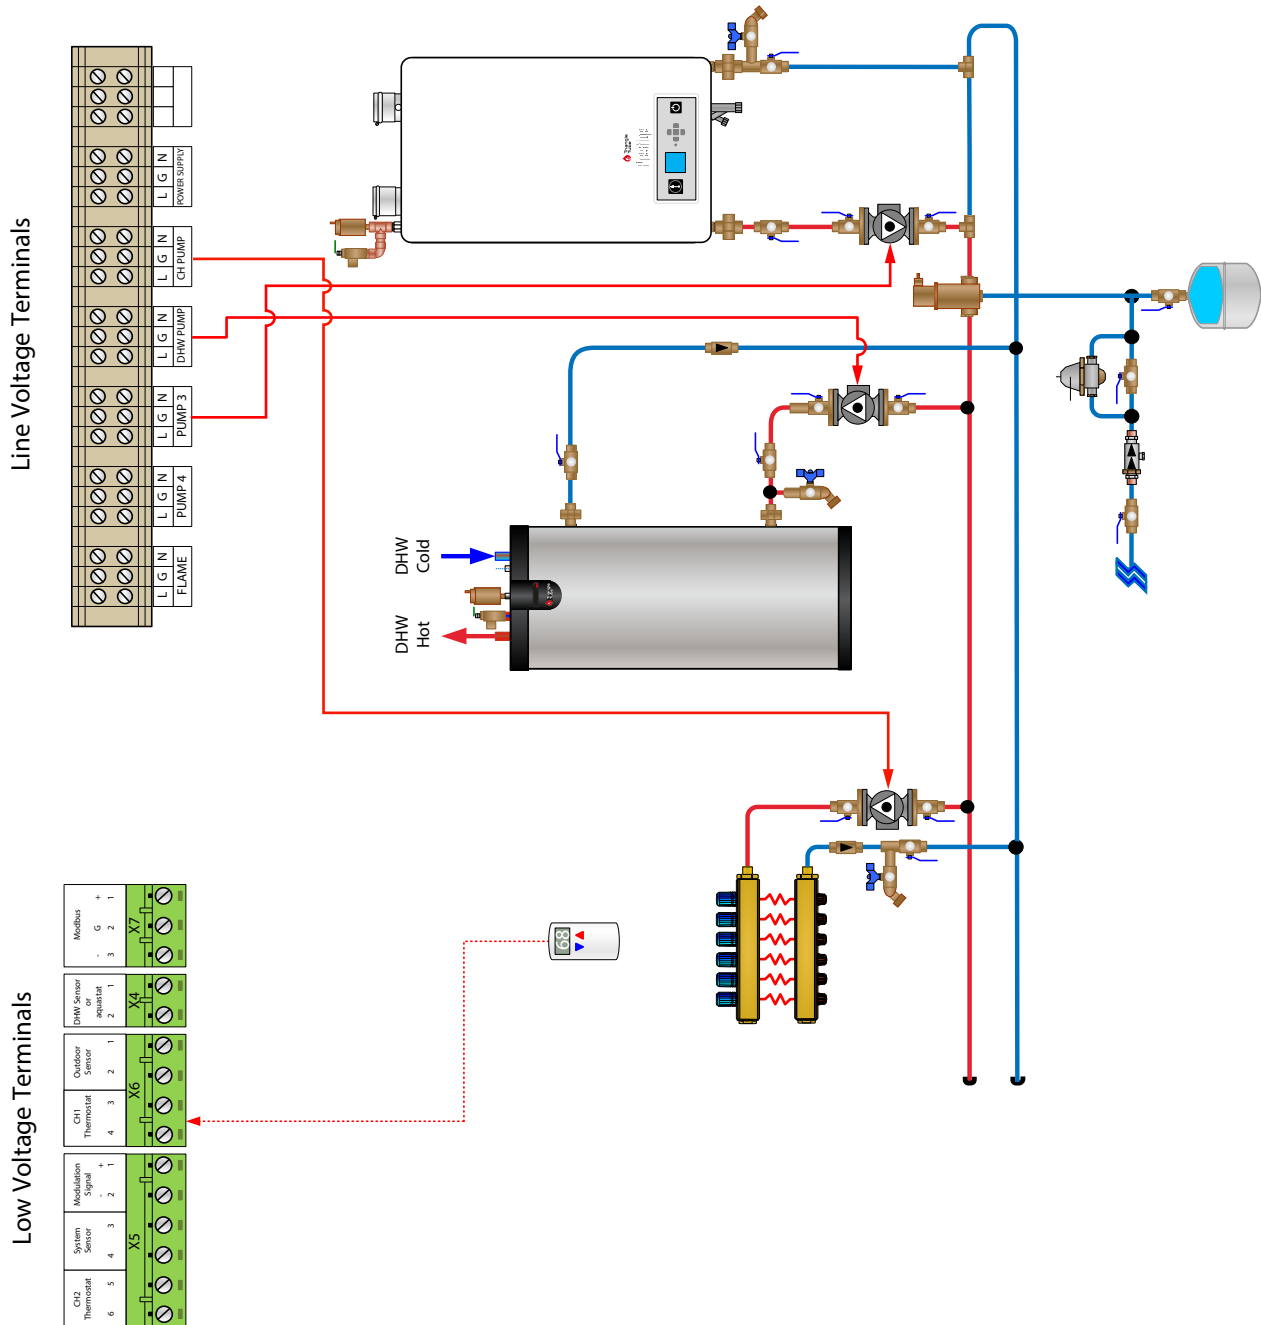 Line Voltage Terminals
L G N
POWER SUPPLY
L G N
CH PUMP
L G N
DHW PUMP
L G N
PUMP 3
L G N
PUMP 4
L G N
FLAME
DHW
Cold
DHW
Hot
68
Low Voltage Terminals
Modbus
- G +
3 2 1
X7
DHW Sensor
or
aquastat
2 1
X4
Outdoor
Sensor
2 1
CH1
Thermostat
4 3
X6
Modulation
Signal
- +
2 1
System
Sensor
4 3
CH2
Thermostat
6 5
X5